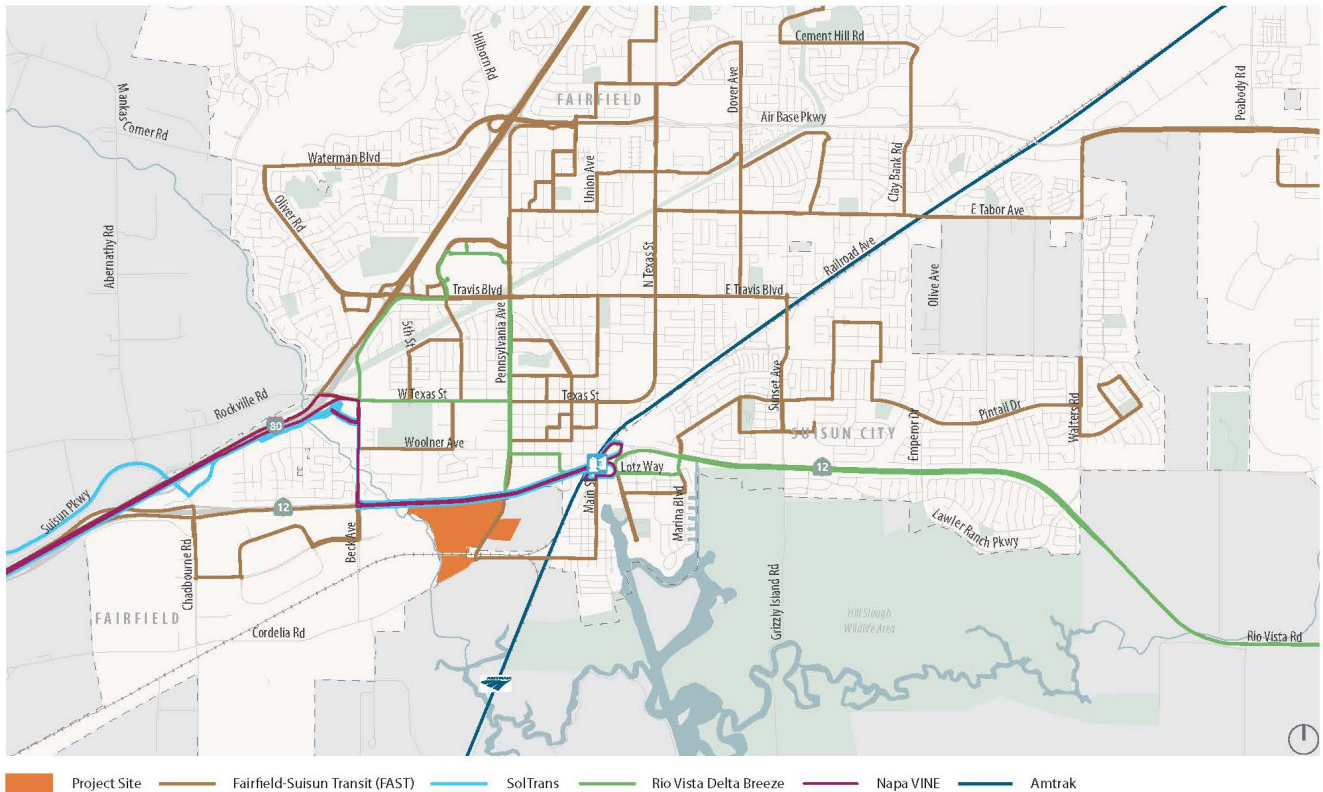 Cement Hill Rd
Hilborn Rd
Dover Ave
Peabody Rd
FAIRFIELD
Mankas Corner Rd
Air Base Pkwy
Waterman Blvd
Union Ave
Clay Bank Rd
Oliver Rd
E Tabor Ave
Abernathy Rd
N Texas St
Railroad Ave
Olive Ave
Travis Blvd
E Travis Blvd
5th St
Pennsylvania Ave
Rockville Rd
W Texas St
Texas St
Sunset Ave
Emperor Dr
Pintail Dr
Walters Rd
80
Woolner Ave
SUISUN CITY
Lotz Way
12
Suisun Pkwy
12
Main St
Marina Blvd
Lawler Ranch Pkwy
Beck Ave
Chadbourne Rd
Grizzly Island Rd
FAIRFIELD
Cordelia Rd
Hill Slough
Wildlife Area
Rio Vista Rd
AMTRAK
Project Site
Fairfield-Suisun Transit (FAST)
SolTrans
Rio Vista Delta Breeze
Napa VINE
Amtrak